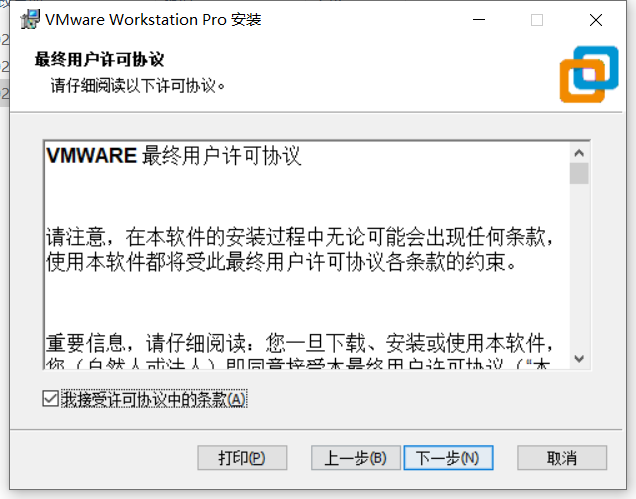 VMware Workstation Pro 安装
最终用户许可协议
请仔细阅读以下许可协议。
VMWARE 最终用户许可协议
请注意，在本软件的安装过程中无论可能会出现任何条款，
使用本软件都将受此最终用户许可协议各条款的约束。
重要信息，请仔细阅读：您一旦下载、安装或使用本软件，
您（自然人或法人）即同意接受本最终用户许可协议（“本
我接受许可协议中的条款(A)
打印(P)
上一步(B)
下一步(N)
取消